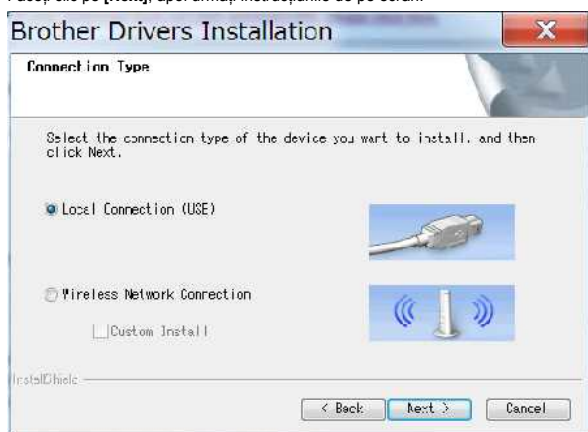 Brother Drivers Installation
Connection Type
Select the connection type of the device you want to install, and then
click Next.
Local Connection (USB)
Wireless Network Connection
Custom Install
InstallShield
< Back
Next >
Cancel